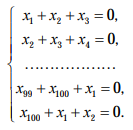 x₁ + x₂ + x₃ = 0,
x₂ + x₃ + x₄ = 0,
..................
x₉₉ + x₁₀₀ + x₁ = 0,
x₁₀₀ + x₁ + x₂ = 0.